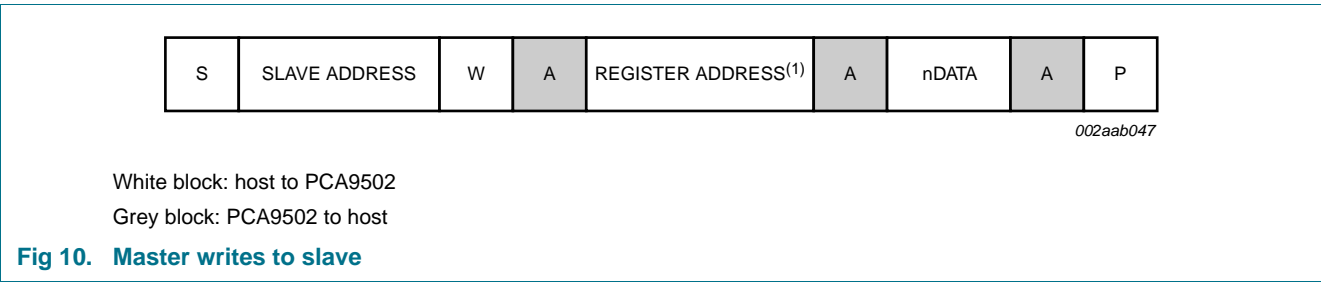 S SLAVE ADDRESS W A REGISTER ADDRESS(1) A nDATA A P
002aab047
White block: host to PCA9502
Grey block: PCA9502 to host
Fig 10. Master writes to slave